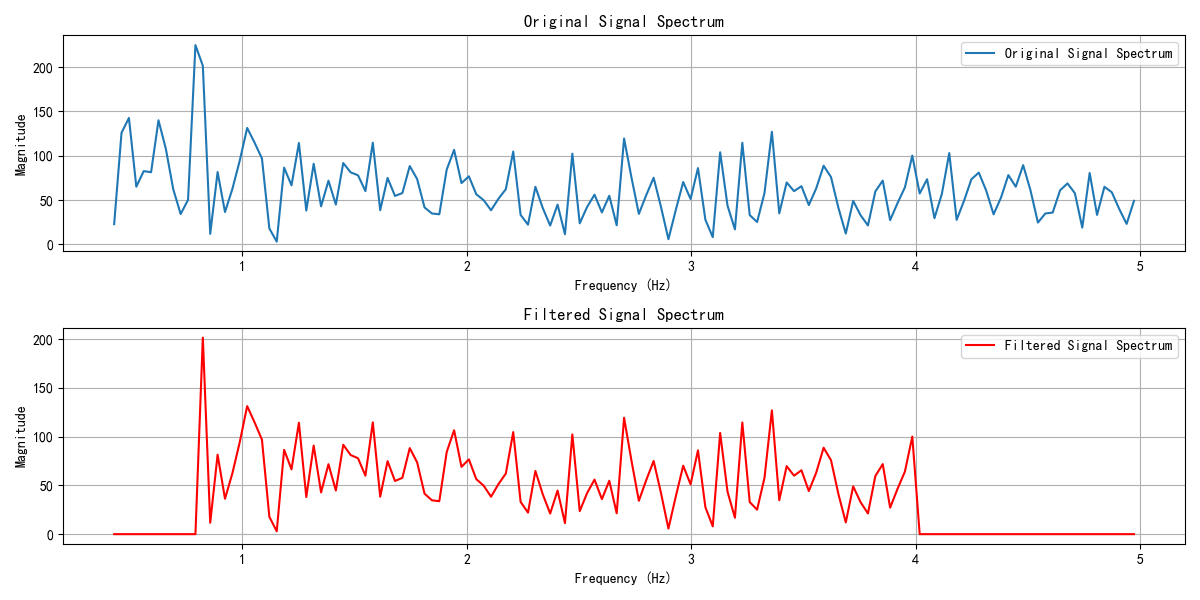 Original Signal Spectrum
Original Signal Spectrum
Magnitude
200
150
100
50
0
1
2
3
4
5
Frequency (Hz)
Filtered Signal Spectrum
Filtered Signal Spectrum
Magnitude
200
150
100
50
0
1
2
3
4
5
Frequency (Hz)